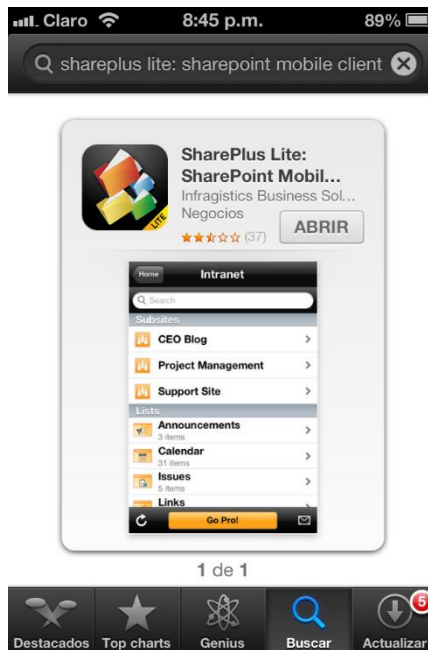 Claro 8:45 p.m. 89%
shareplus lite: sharepoint mobile client
SharePlus Lite:
SharePoint Mobil...
Infragistics Business Sol...
Negocios
(37)
ABRIR
LITE
Home Intranet
Search
Subsites
CEO Blog
Project Management
Support Site
Lists
Announcements
3 items
Calendar
31 items
Issues
5 items
Links
Go Pro!
1 de 1
5
Destacados Top charts Genius Buscar Actualizar